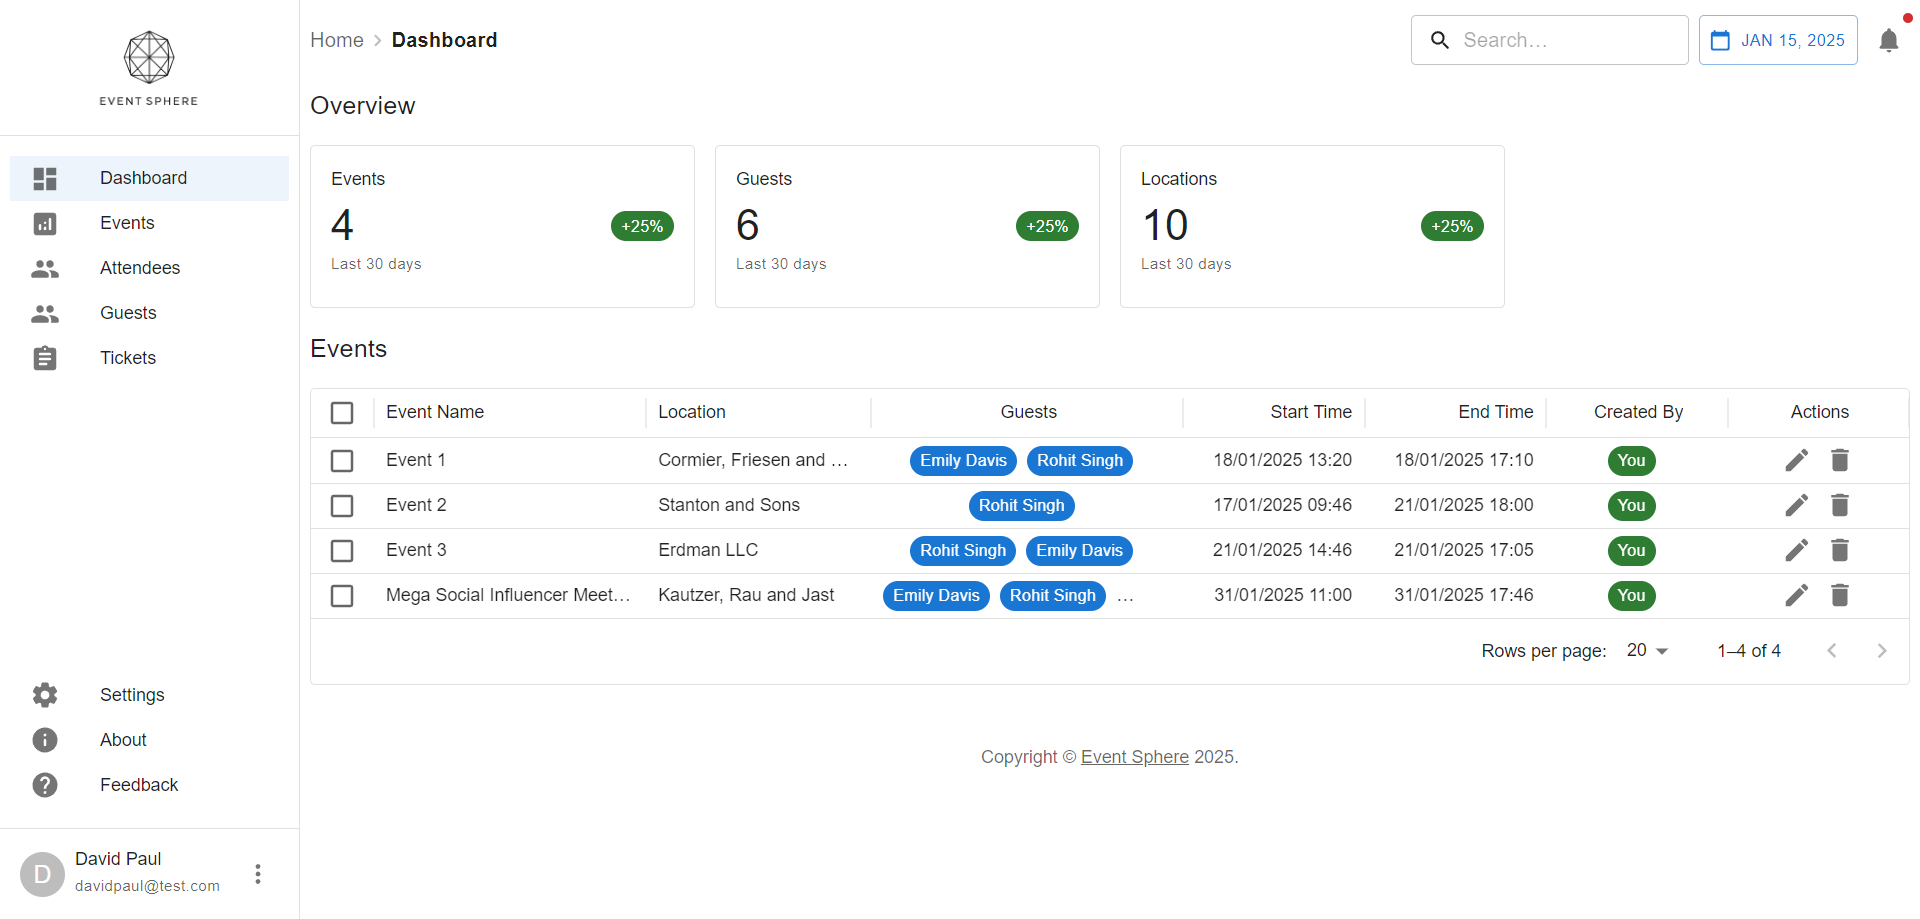 EVENT SPHERE
Dashboard
Events
Attendees
Guests
Tickets
Settings
About
Feedback
D
David Paul
davidpaul@test.com
Home > Dashboard
Search...
JAN 15, 2025
Overview
Events
4
+25%
Last 30 days
Guests
6
+25%
Last 30 days
Locations
10
+25%
Last 30 days
Events
Event Name Location Guests Start Time End Time Created By Actions
Event 1 Cormier, Friesen and ... Emily Davis Rohit Singh 18/01/2025 13:20 18/01/2025 17:10 You
Event 2 Stanton and Sons Rohit Singh 17/01/2025 09:46 21/01/2025 18:00 You
Event 3 Erdman LLC Rohit Singh Emily Davis 21/01/2025 14:46 21/01/2025 17:05 You
Mega Social Influencer Meet... Kautzer, Rau and Jast Emily Davis Rohit Singh ... 31/01/2025 11:00 31/01/2025 17:46 You
Rows per page: 20 1–4 of 4
Copyright © Event Sphere 2025.